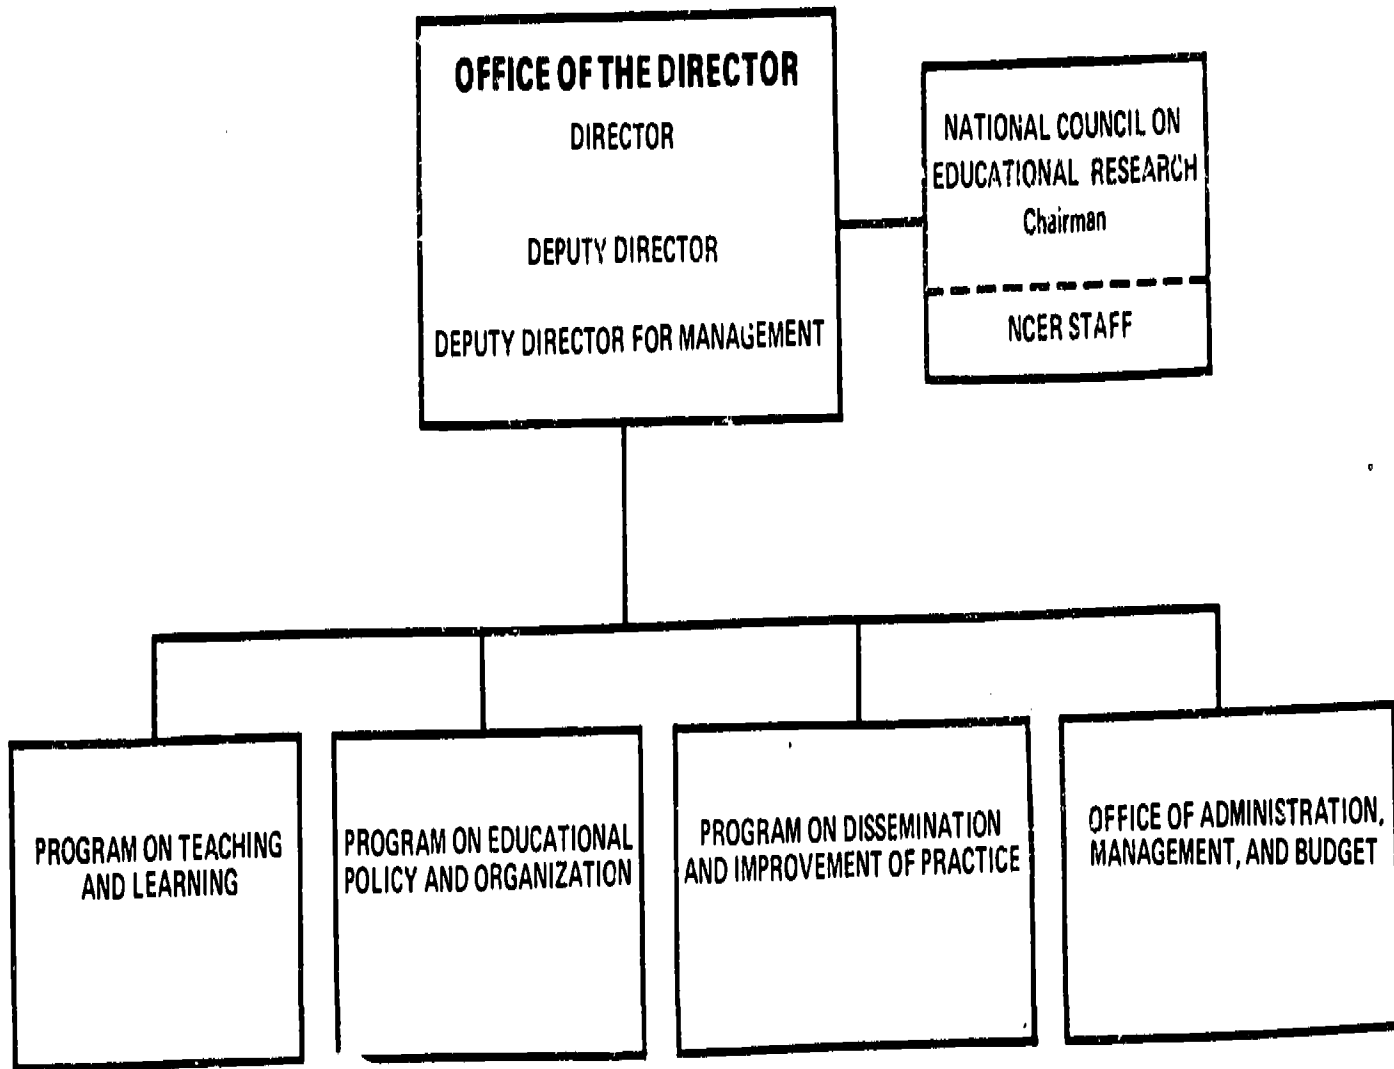 OFFICE OF THE DIRECTOR
DIRECTOR
DEPUTY DIRECTOR
DEPUTY DIRECTOR FOR MANAGEMENT
NATIONAL COUNCIL ON
EDUCATIONAL RESEARCH
Chairman
NCER STAFF
PROGRAM ON TEACHING
AND LEARNING
PROGRAM ON EDUCATIONAL
POLICY AND ORGANIZATION
PROGRAM ON DISSEMINATION
AND IMPROVEMENT OF PRACTICE
OFFICE OF ADMINISTRATION,
MANAGEMENT, AND BUDGET